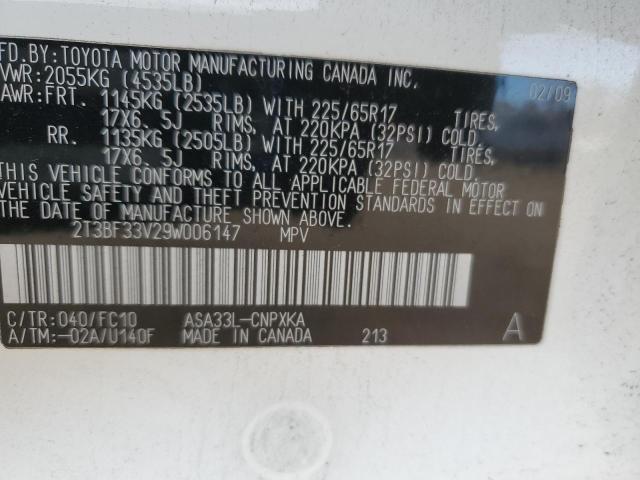 FD.BY:TOYOTA MOTOR MANUFACTURING CANADA INC.
VWR: 2055KG (4535LB) 02/09
AWR:FRT. 1145KG (2535LB) WITH 225/65R17 TIRES,
17X6. 5J RIMS, AT 220KPA (32PSI) COLD.
RR. 1135KG (2505LB) WITH 225/65R17 TIRES,
17X6. 5J RIMS, AT 220KPA (32PSI) COLD.
THIS VEHICLE CONFORMS TO ALL APPLICABLE FEDERAL MOTOR
VEHICLE SAFETY AND THEFT PREVENTION STANDARDS IN EFFECT ON
THE DATE OF MANUFACTURE SHOWN ABOVE.
2T3BF33V29W006147 MPV
C/TR: 040/FC10 ASA33L-CNPXKA
A/TM:-02A/U140F MADE IN CANADA 213 A